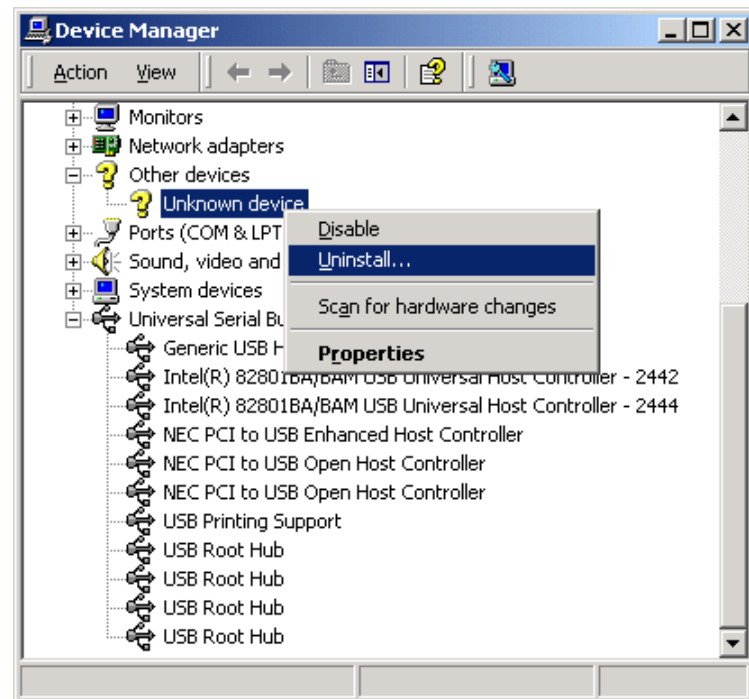 Device Manager
Action View
Monitors
Network adapters
Other devices
Unknown device
Ports (COM & LPT
Disable
Sound, video and
Uninstall...
System devices
Scan for hardware changes
Universal Serial Bu
Generic USB H
Properties
Intel(R) 82801BA/BAM USB Universal Host Controller - 2442
Intel(R) 82801BA/BAM USB Universal Host Controller - 2444
NEC PCI to USB Enhanced Host Controller
NEC PCI to USB Open Host Controller
NEC PCI to USB Open Host Controller
USB Printing Support
USB Root Hub
USB Root Hub
USB Root Hub
USB Root Hub